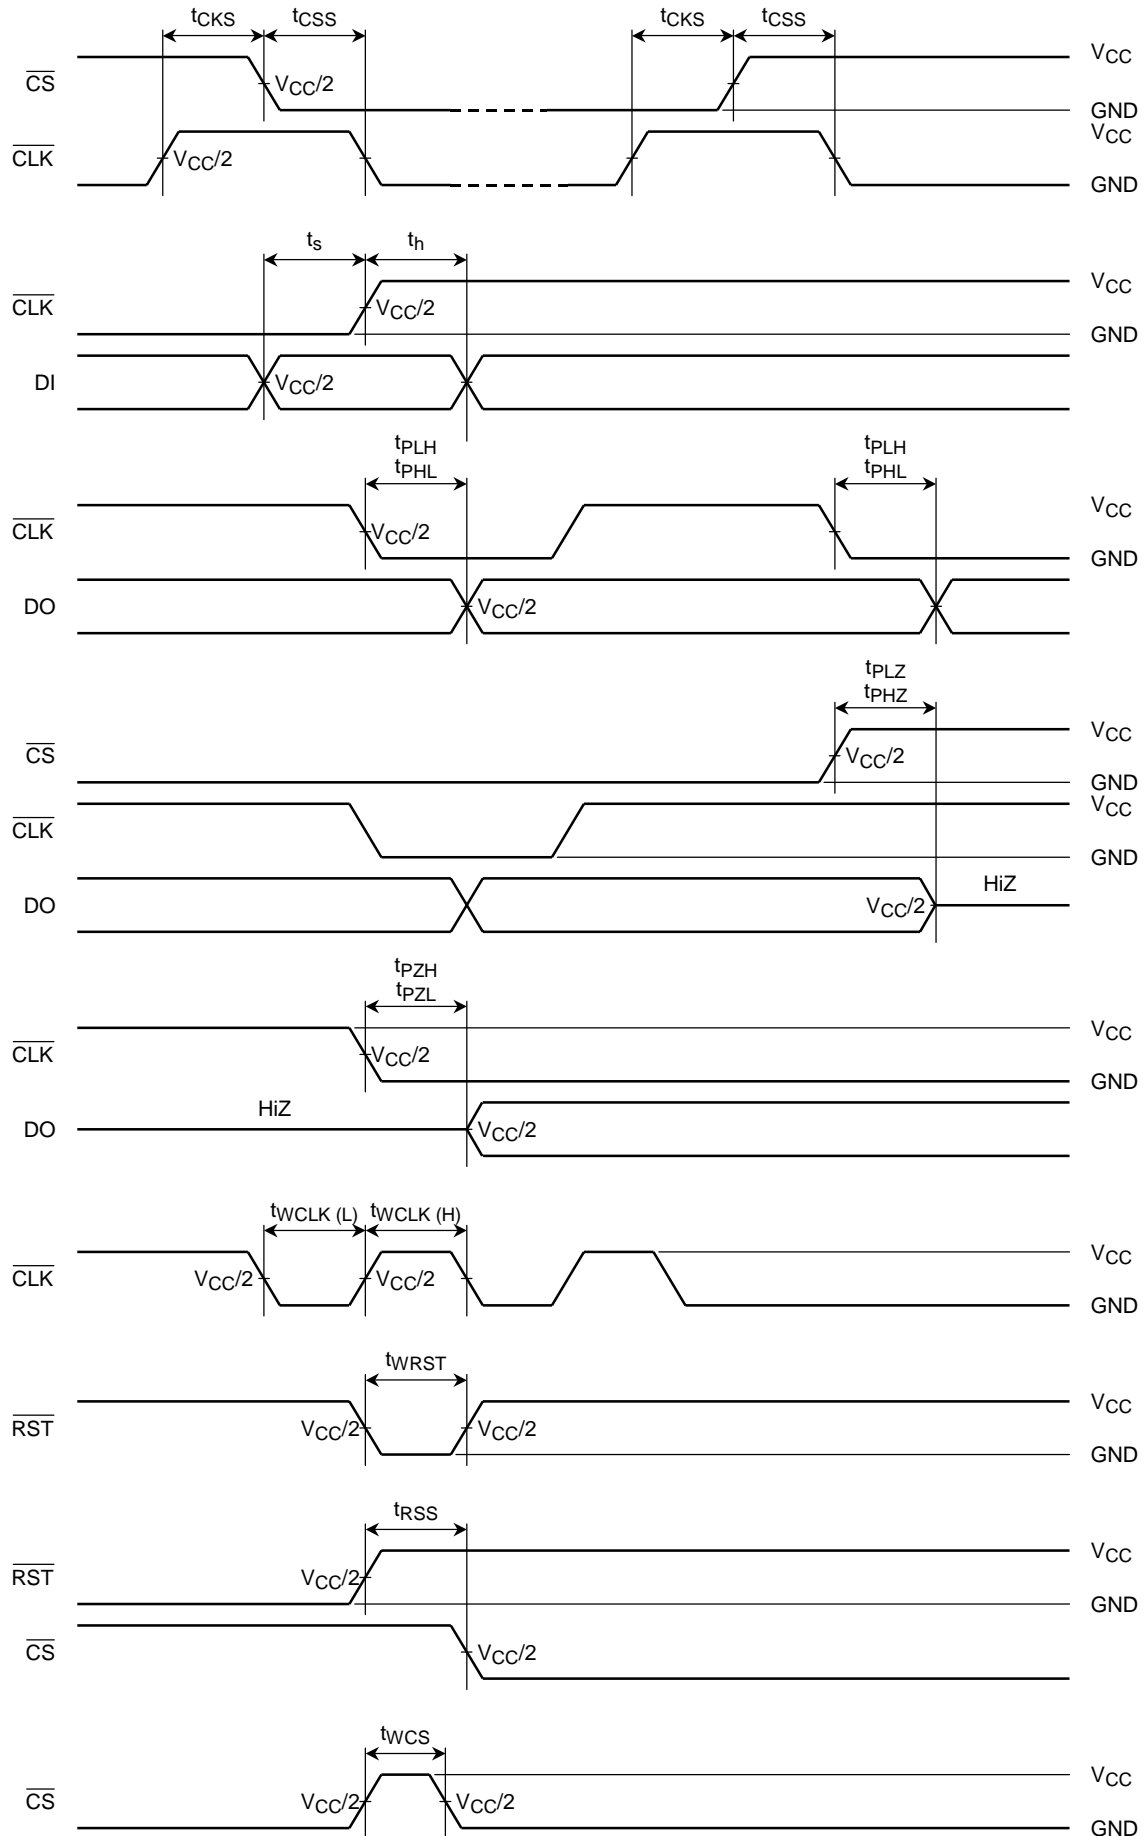 tCKS tCSS tCKS tCSS
CS VCC/2 VCC
GND
CLK VCC/2 VCC
GND
ts th
CLK VCC/2 VCC
GND
DI VCC/2
tPLH tPLH
tPHL tPHL
CLK VCC/2 VCC
GND
DO VCC/2
tPLZ
tPHZ
CS VCC/2 VCC
GND
CLK VCC
GND
DO VCC/2 HiZ
tPZH
tPZL
CLK VCC/2 VCC
GND
DO HiZ VCC/2
tWCLK (L) tWCLK (H)
CLK VCC/2 VCC/2 VCC
GND
tWRST
RST VCC/2 VCC/2 VCC
GND
tRSS
RST VCC/2 VCC
GND
CS VCC/2
tWCS
CS VCC/2 VCC/2 VCC
GND